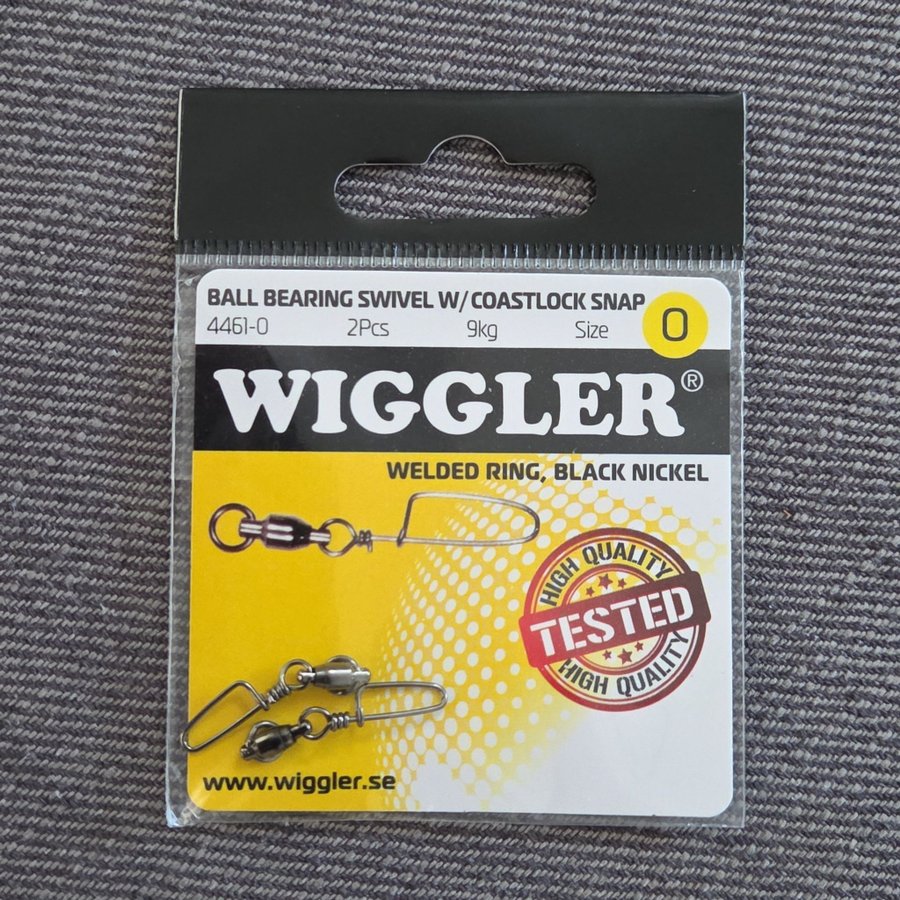 BALL BEARING SWIVEL W/COASTLOCK SNAP
4461-0 2Pcs 9kg Size 0
WIGGLER®
WELDED RING, BLACK NICKEL
HIGH QUALITY
TESTED
HIGH QUALITY
www.wiggler.se